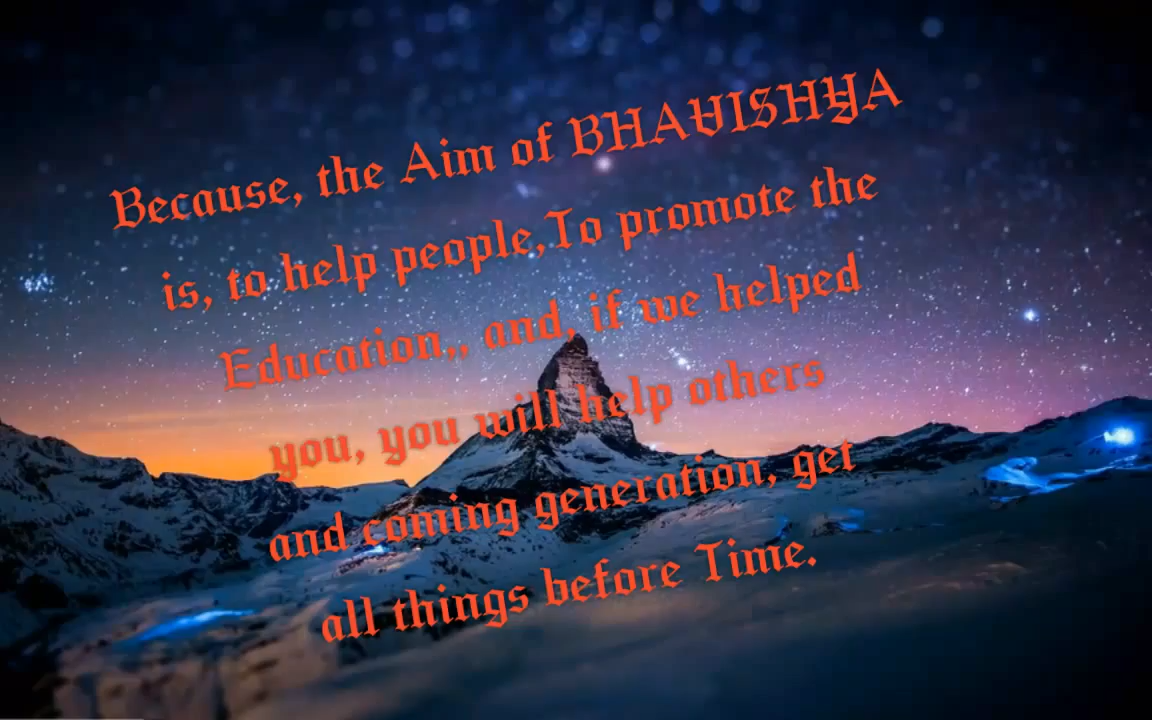 Because, the Aim of BHAVISHYA
is, to help people,To promote the
Education,, and, if we helped
you, you will help others
and coming generation, get
all things before Time.